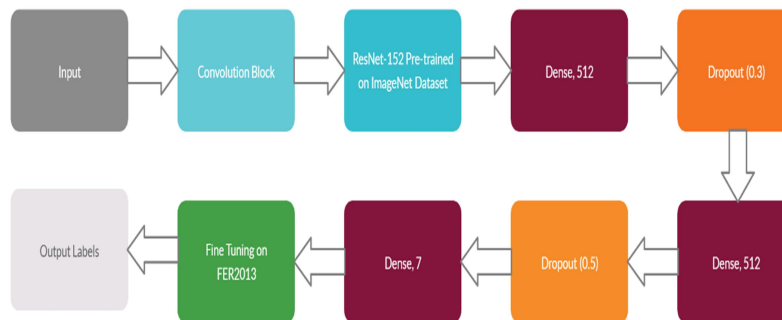 Input
Convolution Block
ResNet-152 Pre-trained
on ImageNet Dataset
Dense, 512
Dropout (0.3)
Dense, 512
Dropout (0.5)
Dense, 7
Fine Tuning on
FER2013
Output Labels